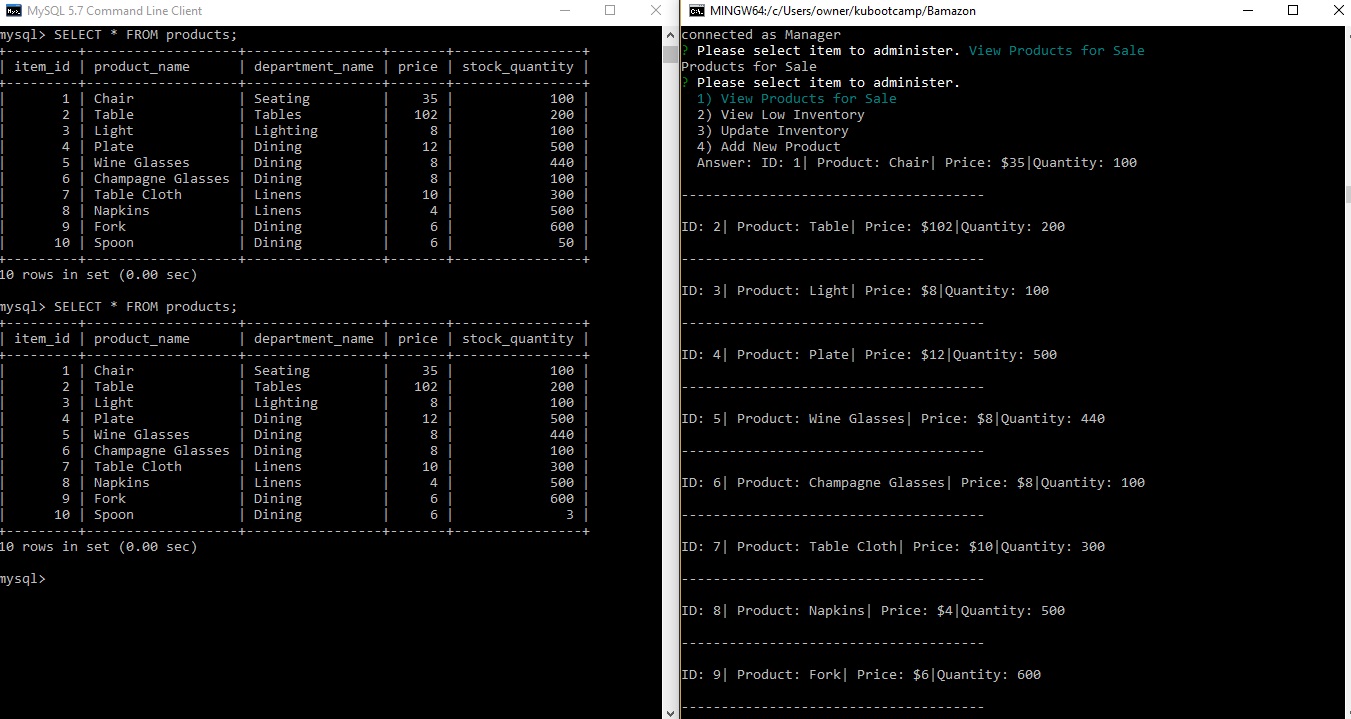 MySQL 5.7 Command Line Client
mysql> SELECT * FROM products;
+---------+-------------------+-----------------+-------+----------------+
| item_id | product_name      | department_name | price | stock_quantity |
+---------+-------------------+-----------------+-------+----------------+
|       1 | Chair             | Seating         |    35 |            100 |
|       2 | Table             | Tables          |   102 |            200 |
|       3 | Light             | Lighting        |     8 |            100 |
|       4 | Plate             | Dining          |    12 |            500 |
|       5 | Wine Glasses      | Dining          |     8 |            440 |
|       6 | Champagne Glasses | Dining          |     8 |            100 |
|       7 | Table Cloth       | Linens          |    10 |            300 |
|       8 | Napkins           | Linens          |     4 |            500 |
|       9 | Fork              | Dining          |     6 |            600 |
|      10 | Spoon             | Dining          |     6 |             50 |
+---------+-------------------+-----------------+-------+----------------+
10 rows in set (0.00 sec)
mysql> SELECT * FROM products;
+---------+-------------------+-----------------+-------+----------------+
| item_id | product_name      | department_name | price | stock_quantity |
+---------+-------------------+-----------------+-------+----------------+
|       1 | Chair             | Seating         |    35 |            100 |
|       2 | Table             | Tables          |   102 |            200 |
|       3 | Light             | Lighting        |     8 |            100 |
|       4 | Plate             | Dining          |    12 |            500 |
|       5 | Wine Glasses      | Dining          |     8 |            440 |
|       6 | Champagne Glasses | Dining          |     8 |            100 |
|       7 | Table Cloth       | Linens          |    10 |            300 |
|       8 | Napkins           | Linens          |     4 |            500 |
|       9 | Fork              | Dining          |     6 |            600 |
|      10 | Spoon             | Dining          |     6 |              3 |
+---------+-------------------+-----------------+-------+----------------+
10 rows in set (0.00 sec)
mysql>
MINGW64:/c/Users/owner/kubootcamp/Bamazon
connected as Manager
? Please select item to administer. View Products for Sale
Products for Sale
? Please select item to administer.
1) View Products for Sale
2) View Low Inventory
3) Update Inventory
4) Add New Product
Answer: ID: 1| Product: Chair| Price: $35|Quantity: 100
--------------------------------------
ID: 2| Product: Table| Price: $102|Quantity: 200
--------------------------------------
ID: 3| Product: Light| Price: $8|Quantity: 100
--------------------------------------
ID: 4| Product: Plate| Price: $12|Quantity: 500
--------------------------------------
ID: 5| Product: Wine Glasses| Price: $8|Quantity: 440
--------------------------------------
ID: 6| Product: Champagne Glasses| Price: $8|Quantity: 100
--------------------------------------
ID: 7| Product: Table Cloth| Price: $10|Quantity: 300
--------------------------------------
ID: 8| Product: Napkins| Price: $4|Quantity: 500
--------------------------------------
ID: 9| Product: Fork| Price: $6|Quantity: 600
--------------------------------------